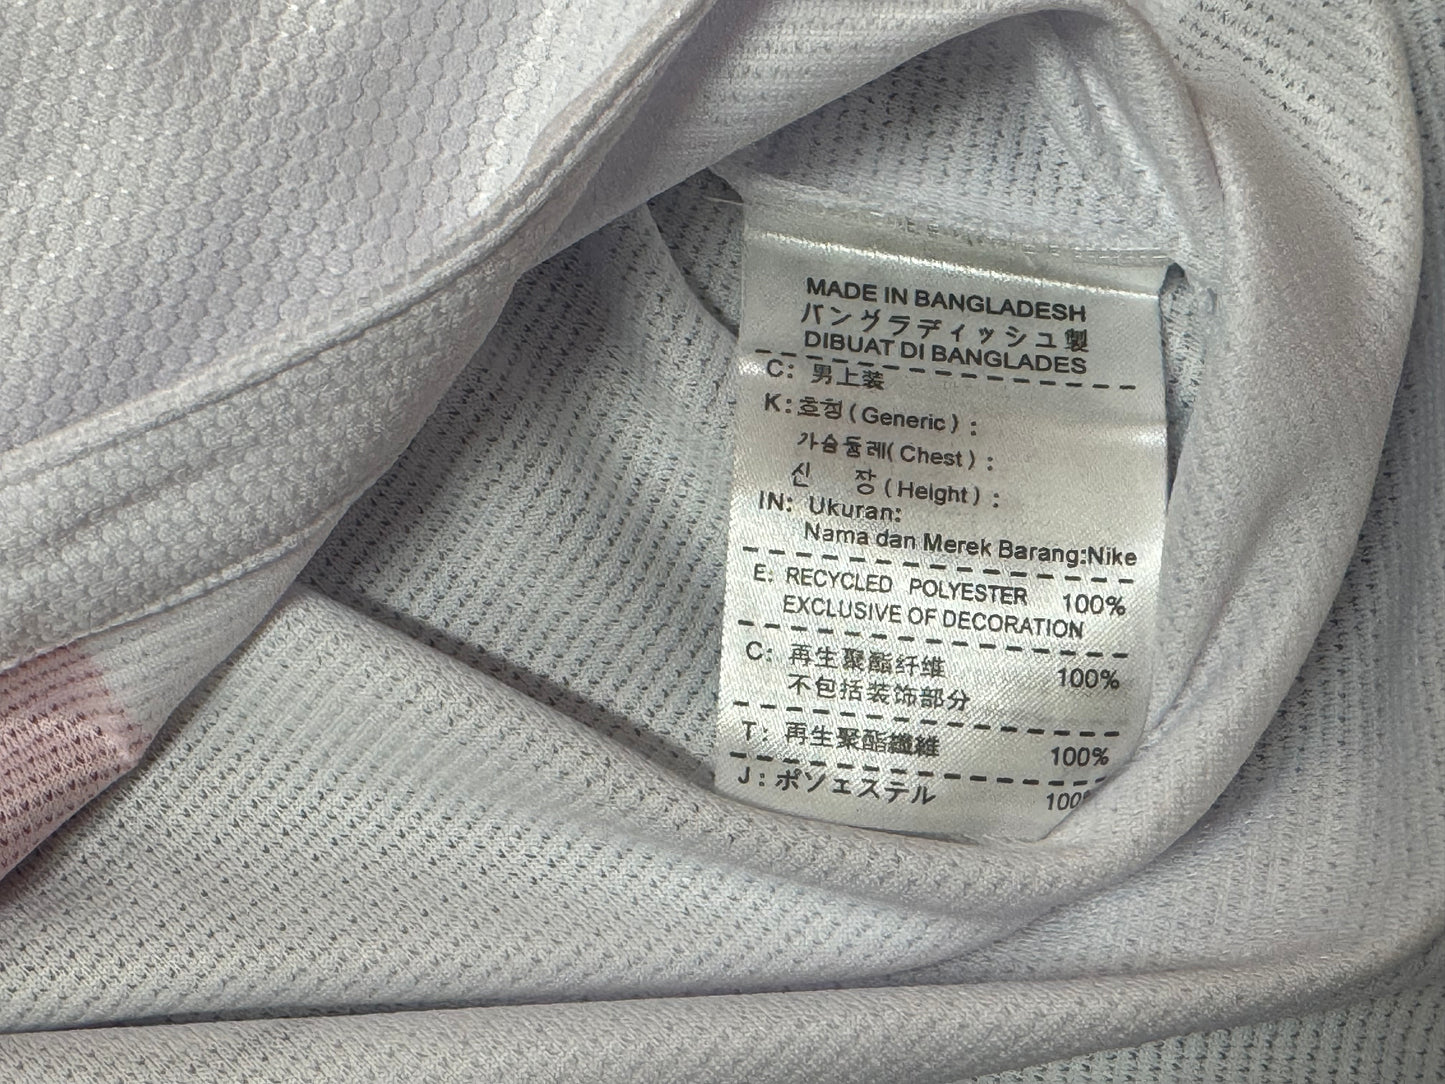 MADE IN BANGLADESH
バングラディッシュ製
DIBUAT DI BANGLADES
C: 男上装
K: 호칭 (Generic) :
가슴둘레( Chest ) :
신 장 (Height ) :
IN: Ukuran:
Nama dan Merek Barang:Nike
E: RECYCLED POLYESTER 100%
EXCLUSIVE OF DECORATION
C: 再生聚酯纤维 100%
不包括装饰部分
T: 再生聚酯纖維 100%
J: ポリエステル 100